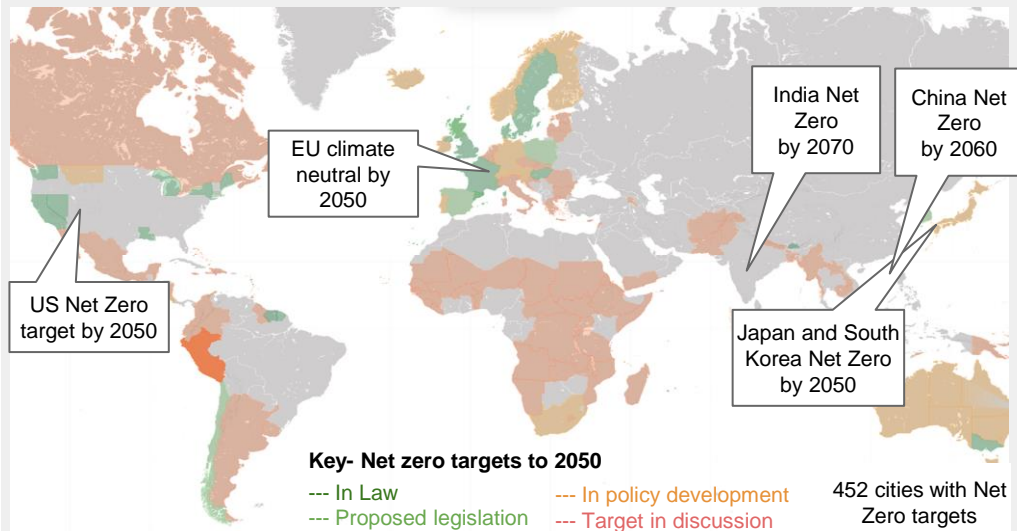 India Net
Zero
by 2070
China Net
Zero
by 2060
EU climate
neutral by
2050
US Net Zero
target by 2050
Japan and South
Korea Net Zero
by 2050
Key- Net zero targets to 2050
--- In Law
--- Proposed legislation
--- In policy development
--- Target in discussion
452 cities with Net
Zero targets